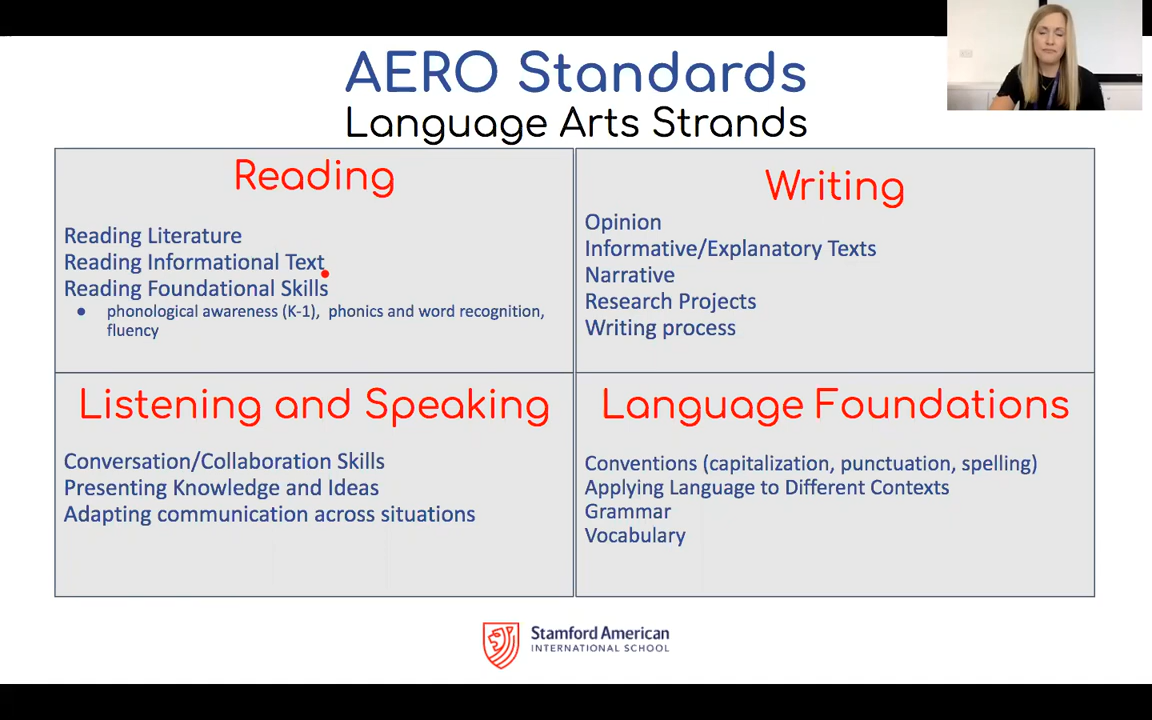 AERO Standards
Language Arts Strands
Reading
Reading Literature
Reading Informational Text
Reading Foundational Skills
● phonological awareness (K-1), phonics and word recognition,
fluency
Writing
Opinion
Informative/Explanatory Texts
Narrative
Research Projects
Writing process
Listening and Speaking
Conversation/Collaboration Skills
Presenting Knowledge and Ideas
Adapting communication across situations
Language Foundations
Conventions (capitalization, punctuation, spelling)
Applying Language to Different Contexts
Grammar
Vocabulary
Stamford American
INTERNATIONAL SCHOOL